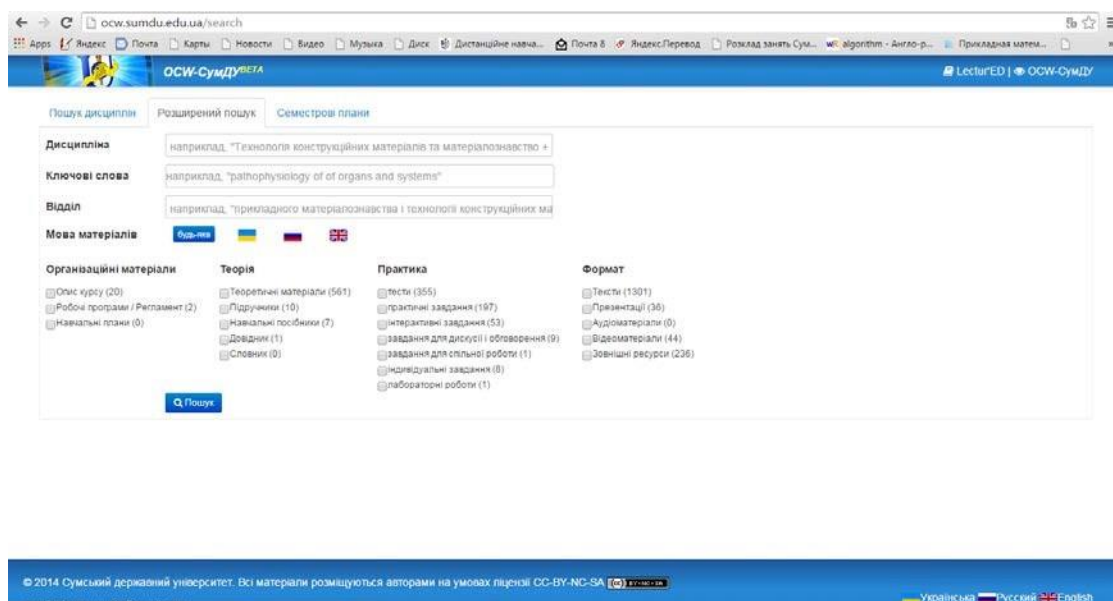 ocw.sumdu.edu.ua/search
Apps Яндекс Почта Карты Новости Видео Музыка Диск Дистанційне навча... Почта 8 Яндекс.Перевод Розклад занять Сум... algorithm - Англо-р... Прикладная матем...
OCW-СумДУ BETA Lectur'ED | OCW-СумДУ
Пошук дисциплін Розширений пошук Семестрові плани
Дисципліна наприклад, "Технологія конструкційних матеріалів та матеріалознавство +
Ключові слова наприклад, "pathophysiology of of organs and systems"
Відділ наприклад, "прикладного матеріалознавства і технології конструкційних ма
Мова матеріалів будь-яка
Організаційні матеріали Теорія Практика Формат
Опис курсу (20) Теоретичні матеріали (561) тести (355) Тексти (1301)
Робочі програми / Регламент (2) Підручники (10) практичні завдання (197) Презентації (36)
Навчальні плани (0) Навчальні посібники (7) інтерактивні завдання (53) Аудіоматеріали (0)
Довідник (1) завдання для дискусії і обговорення (9) Відеоматеріали (44)
Словник (0) завдання для спільної роботи (1) Зовнішні ресурси (236)
індивідуальні завдання (8)
лабораторні роботи (1)
Пошук
© 2014 Сумський державний університет. Всі матеріали розміщуються авторами на умовах ліцензії CC-BY-NC-SA
Українська Русский English